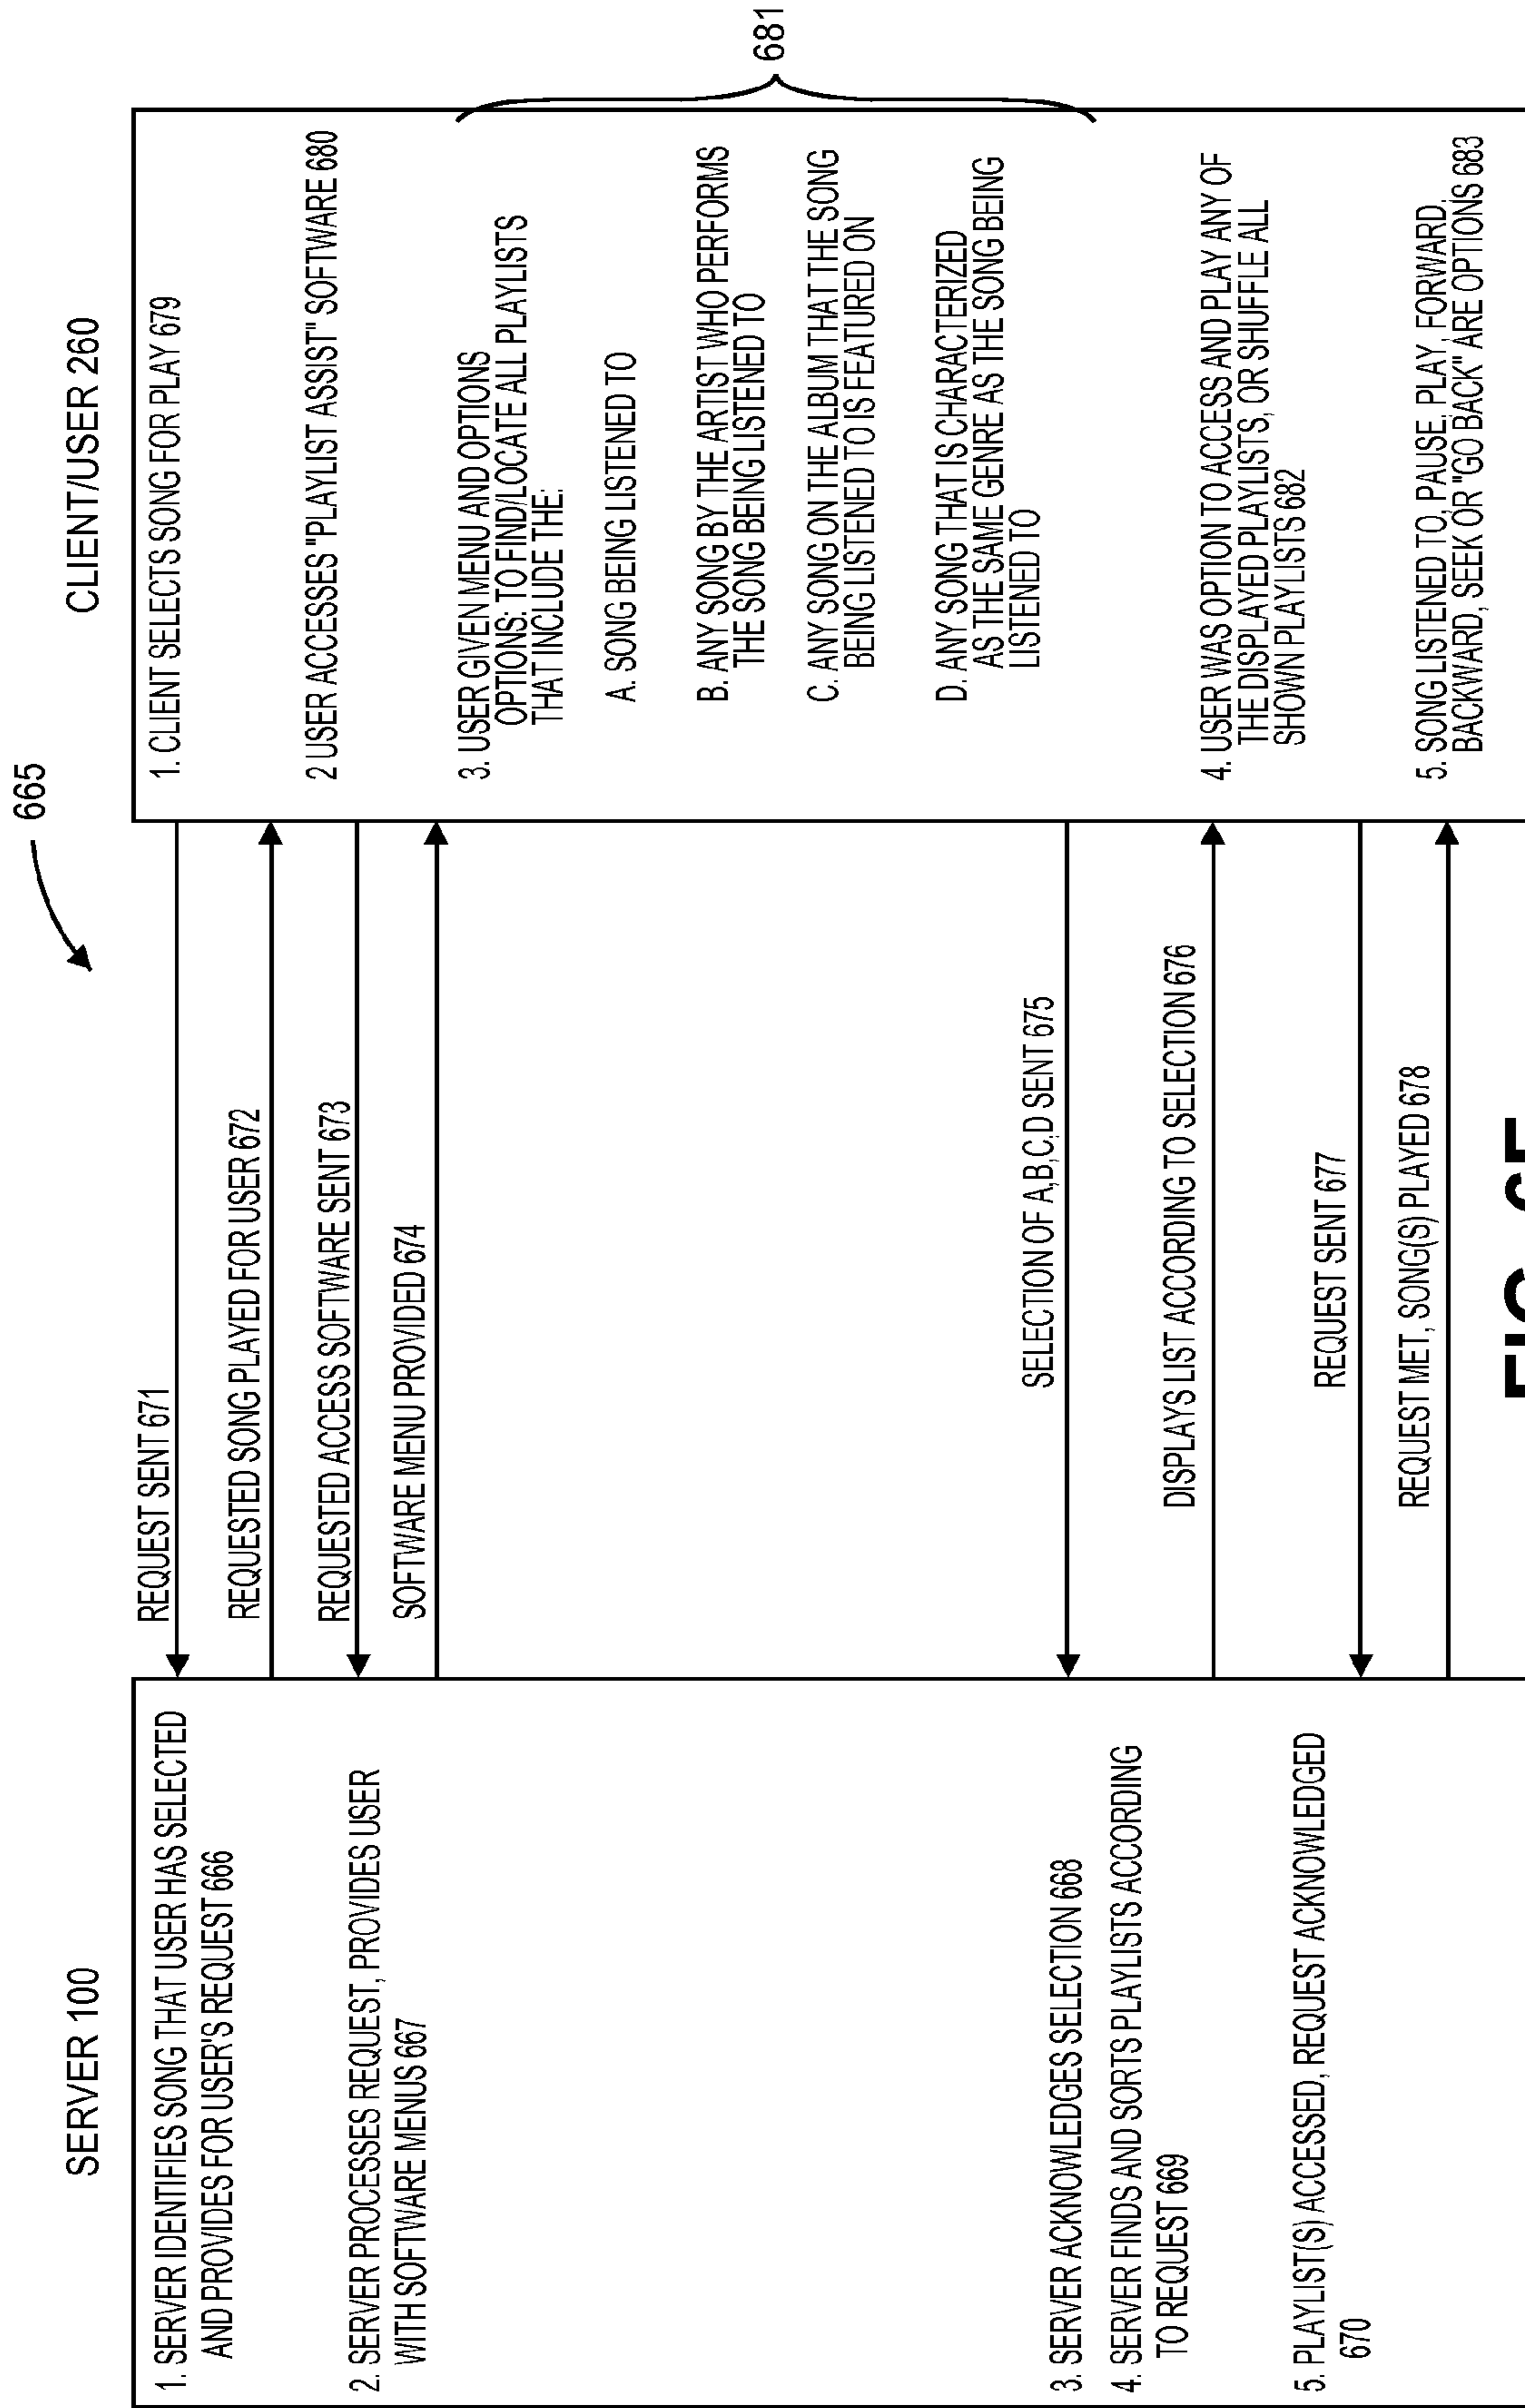 665
SERVER 100
CLIENT/USER 260
1. SERVER IDENTIFIES SONG THAT USER HAS SELECTED
AND PROVIDES FOR USER'S REQUEST 666
2. SERVER PROCESSES REQUEST, PROVIDES USER
WITH SOFTWARE MENUS 667
3. SERVER ACKNOWLEDGES SELECTION 668
4. SERVER FINDS AND SORTS PLAYLISTS ACCORDING
TO REQUEST 669
5. PLAYLIST(S) ACCESSED, REQUEST ACKNOWLEDGED
670
REQUEST SENT 671
REQUESTED SONG PLAYED FOR USER 672
REQUESTED ACCESS SOFTWARE SENT 673
SOFTWARE MENU PROVIDED 674
SELECTION OF A,B,C,D SENT 675
DISPLAYS LIST ACCORDING TO SELECTION 676
REQUEST SENT 677
REQUEST MET, SONG(S) PLAYED 678
1. CLIENT SELECTS SONG FOR PLAY 679
2 USER ACCESSES "PLAYLIST ASSIST" SOFTWARE 680
3. USER GIVEN MENU AND OPTIONS
OPTIONS: TO FIND/LOCATE ALL PLAYLISTS
THAT INCLUDE THE:
A. SONG BEING LISTENED TO
B. ANY SONG BY THE ARTIST WHO PERFORMS
THE SONG BEING LISTENED TO
C. ANY SONG ON THE ALBUM THAT THE SONG
BEING LISTENED TO IS FEATURED ON
D. ANY SONG THAT IS CHARACTERIZED
AS THE SAME GENRE AS THE SONG BEING
LISTENED TO
681
4. USER WAS OPTION TO ACCESS AND PLAY ANY OF
THE DISPLAYED PLAYLISTS, OR SHUFFLE ALL
SHOWN PLAYLISTS 682
5. SONG LISTENED TO, PAUSE, PLAY, FORWARD,
BACKWARD, SEEK OR "GO BACK" ARE OPTIONS 683
FIG